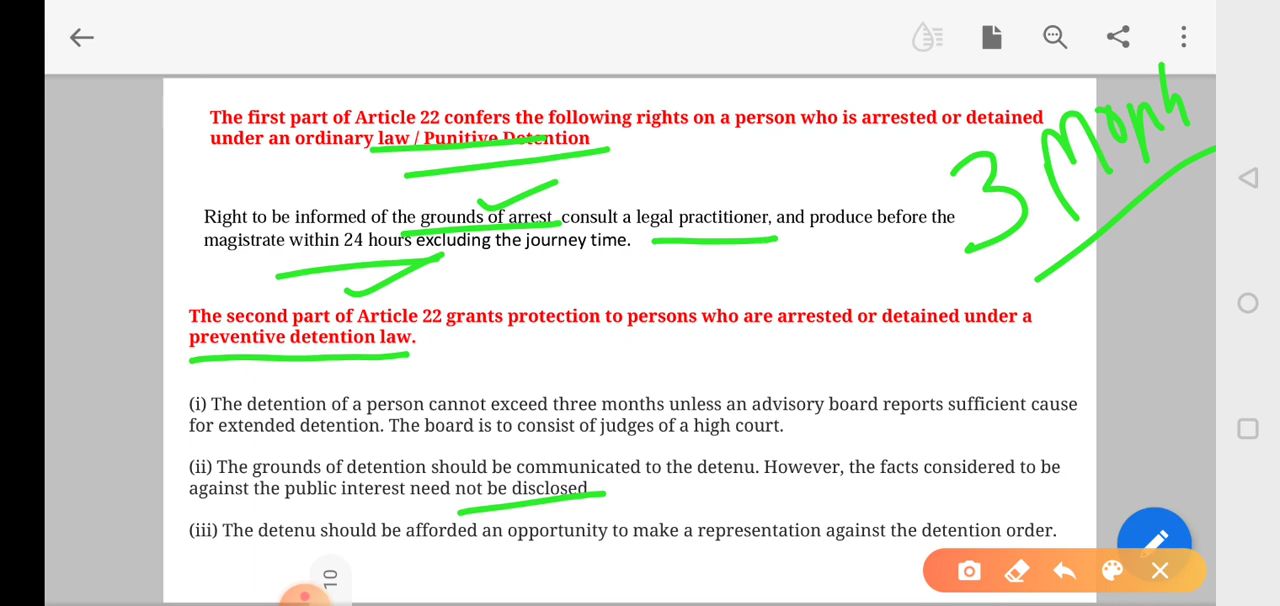 The first part of Article 22 confers the following rights on a person who is arrested or detained
under an ordinary law / Punitive Detention
3 Month
Right to be informed of the grounds of arrest, consult a legal practitioner, and produce before the
magistrate within 24 hours excluding the journey time.
The second part of Article 22 grants protection to persons who are arrested or detained under a
preventive detention law.
(i) The detention of a person cannot exceed three months unless an advisory board reports sufficient cause
for extended detention. The board is to consist of judges of a high court.
(ii) The grounds of detention should be communicated to the detenu. However, the facts considered to be
against the public interest need not be disclosed
(iii) The detenu should be afforded an opportunity to make a representation against the detention order.
10